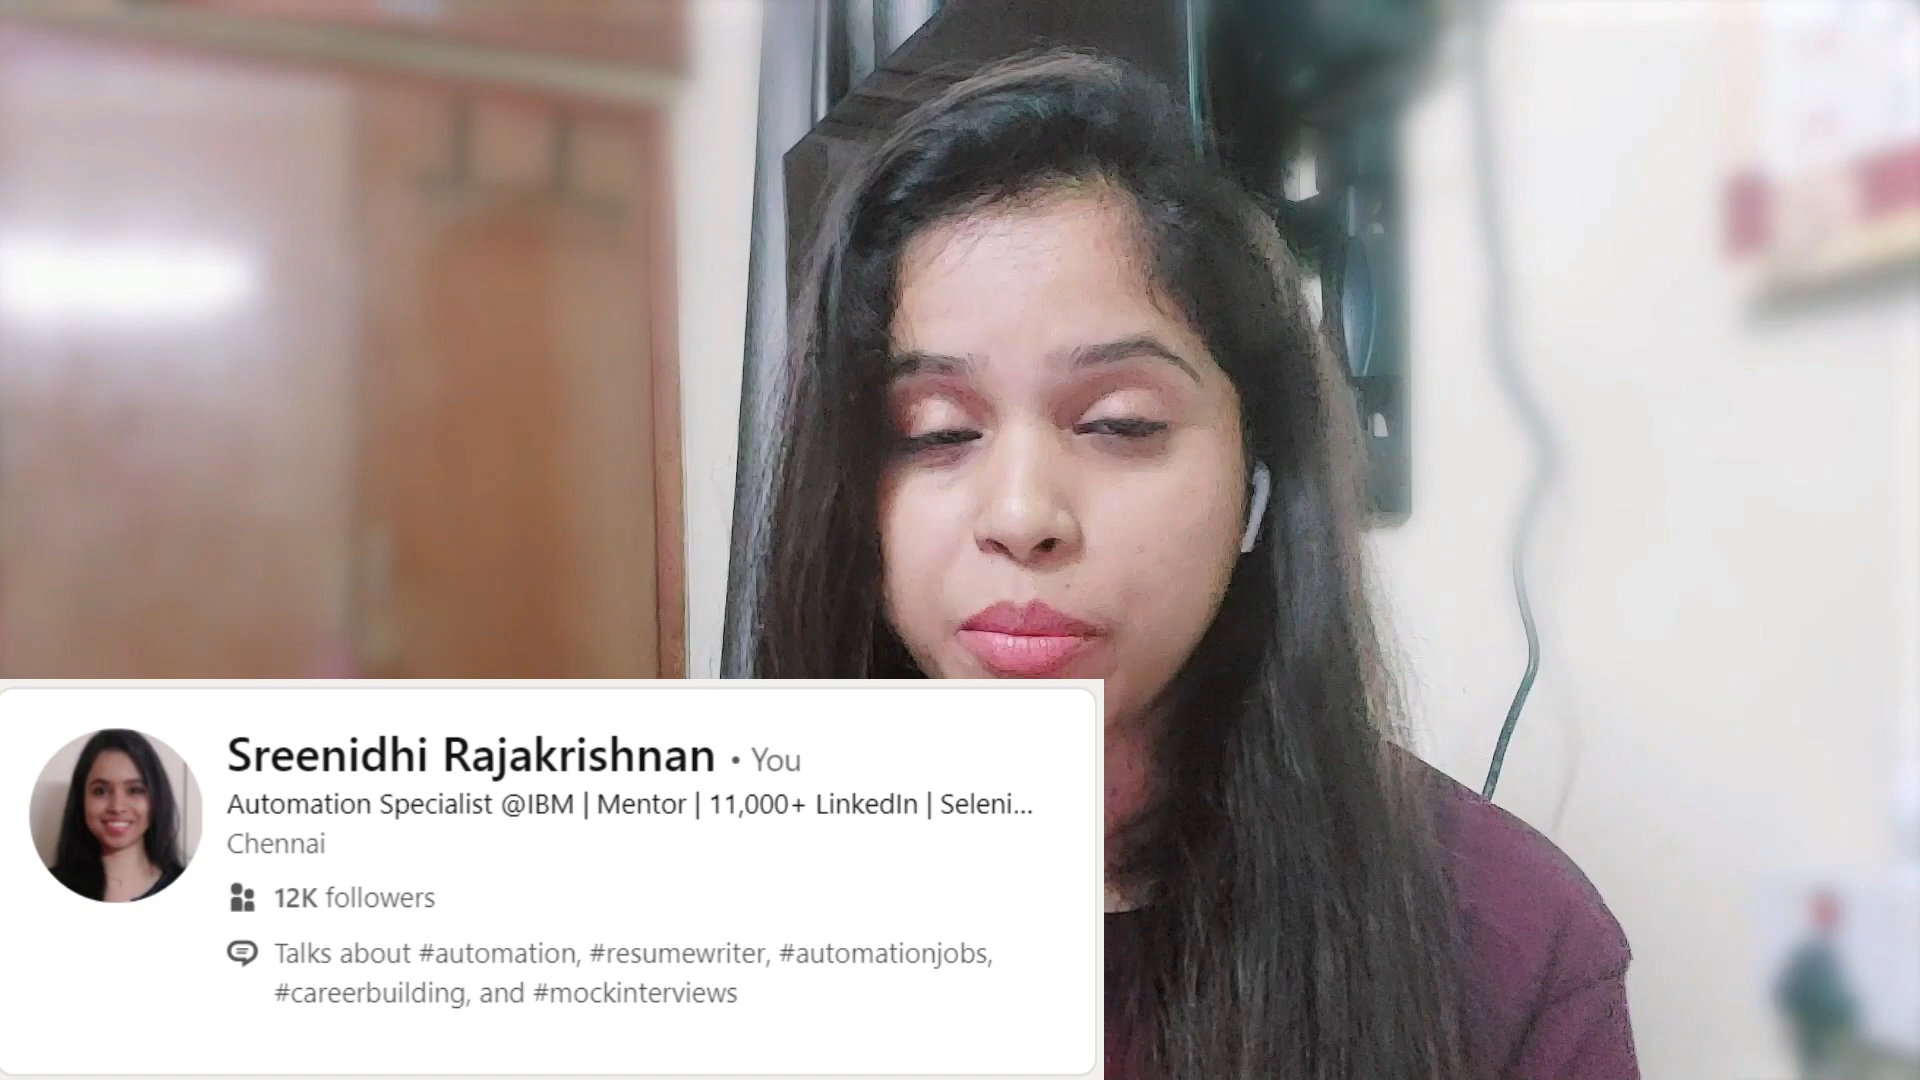 Sreenidhi Rajakrishnan • You
Automation Specialist @IBM | Mentor | 11,000+ LinkedIn | Seleni...
Chennai
12K followers
Talks about #automation, #resumewriter, #automationjobs,
#careerbuilding, and #mockinterviews